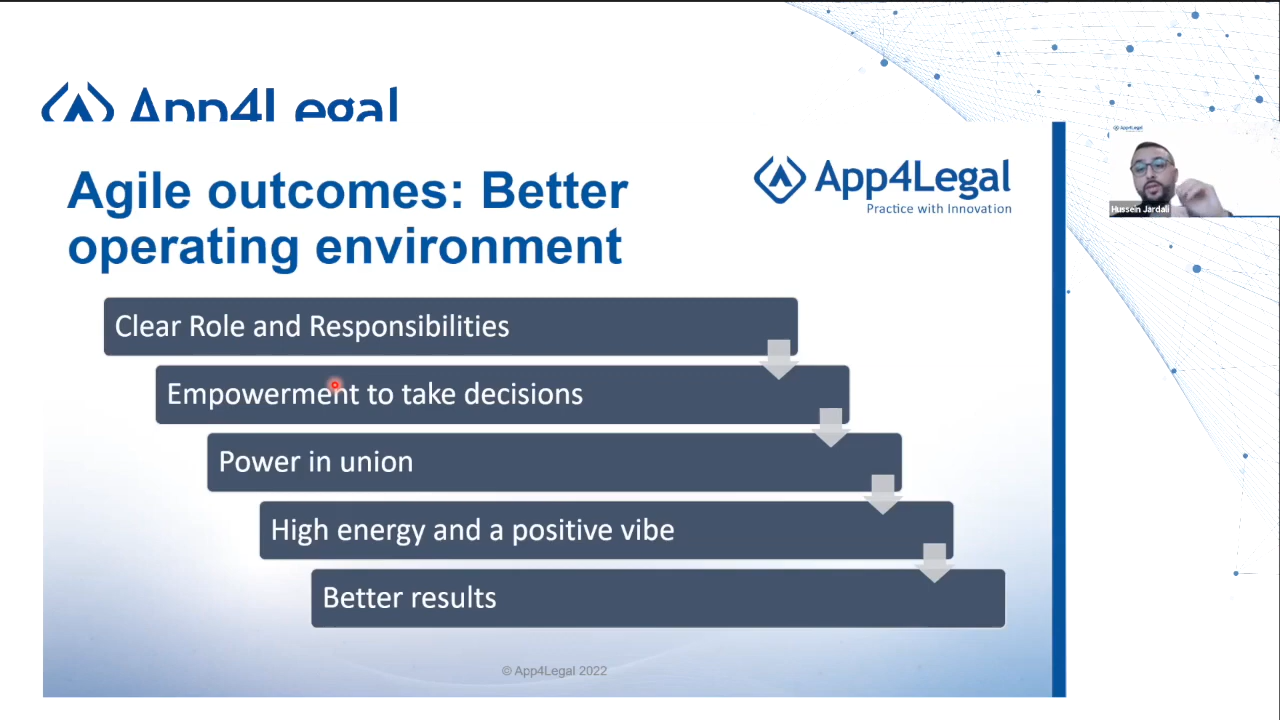 App4Legal
Agile outcomes: Better
operating environment
App4Legal
Practice with Innovation
App4Legal
Hussein Jardali
Clear Role and Responsibilities
Empowerment to take decisions
Power in union
High energy and a positive vibe
Better results
© App4Legal 2022